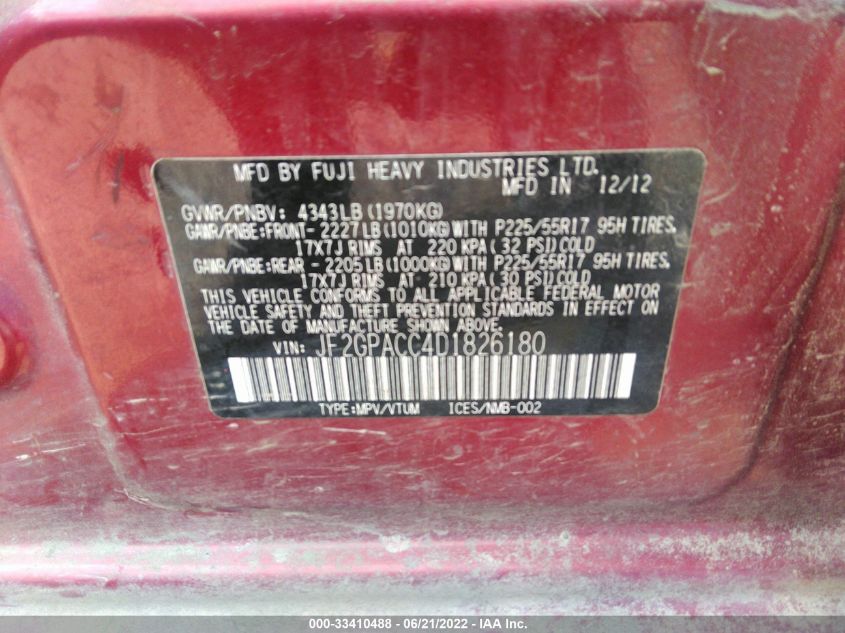 MFD BY FUJI HEAVY INDUSTRIES LTD.
MFD IN 12/12
GVWR/PNBV: 4343LB (1970KG)
GAWR/PNBE:FRONT- 2227LB(1010KG)WITH P225/55R17 95H TIRES,
17X7J RIMS AT 220 KPA( 32 PSI)COLD
GAWR/PNBE:REAR - 2205LB(1000KG)WITH P225/55R17 95H TIRES,
17X7J RIMS AT 210 KPA( 30 PSI)COLD
THIS VEHICLE CONFORMS TO ALL APPLICABLE FEDERAL MOTOR
VEHICLE SAFETY AND THEFT PREVENTION STANDARDS IN EFFECT ON
THE DATE OF MANUFACTURE SHOWN ABOVE.
VIN: JF2GPACC4D1826180
TYPE:MPV/VTUM ICES/NMB-002
000-33410488 - 06/21/2022 - IAA Inc.